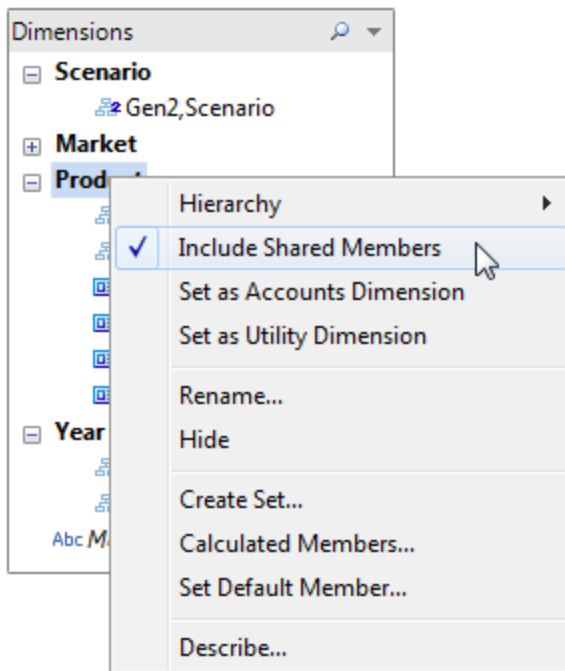 Dimensions
Scenario
Gen2,Scenario
Market
Hierarchy
Include Shared Members
Set as Accounts Dimension
Set as Utility Dimension
Rename...
Year
Hide
Create Set...
Abc
Calculated Members...
Set Default Member...
Describe...